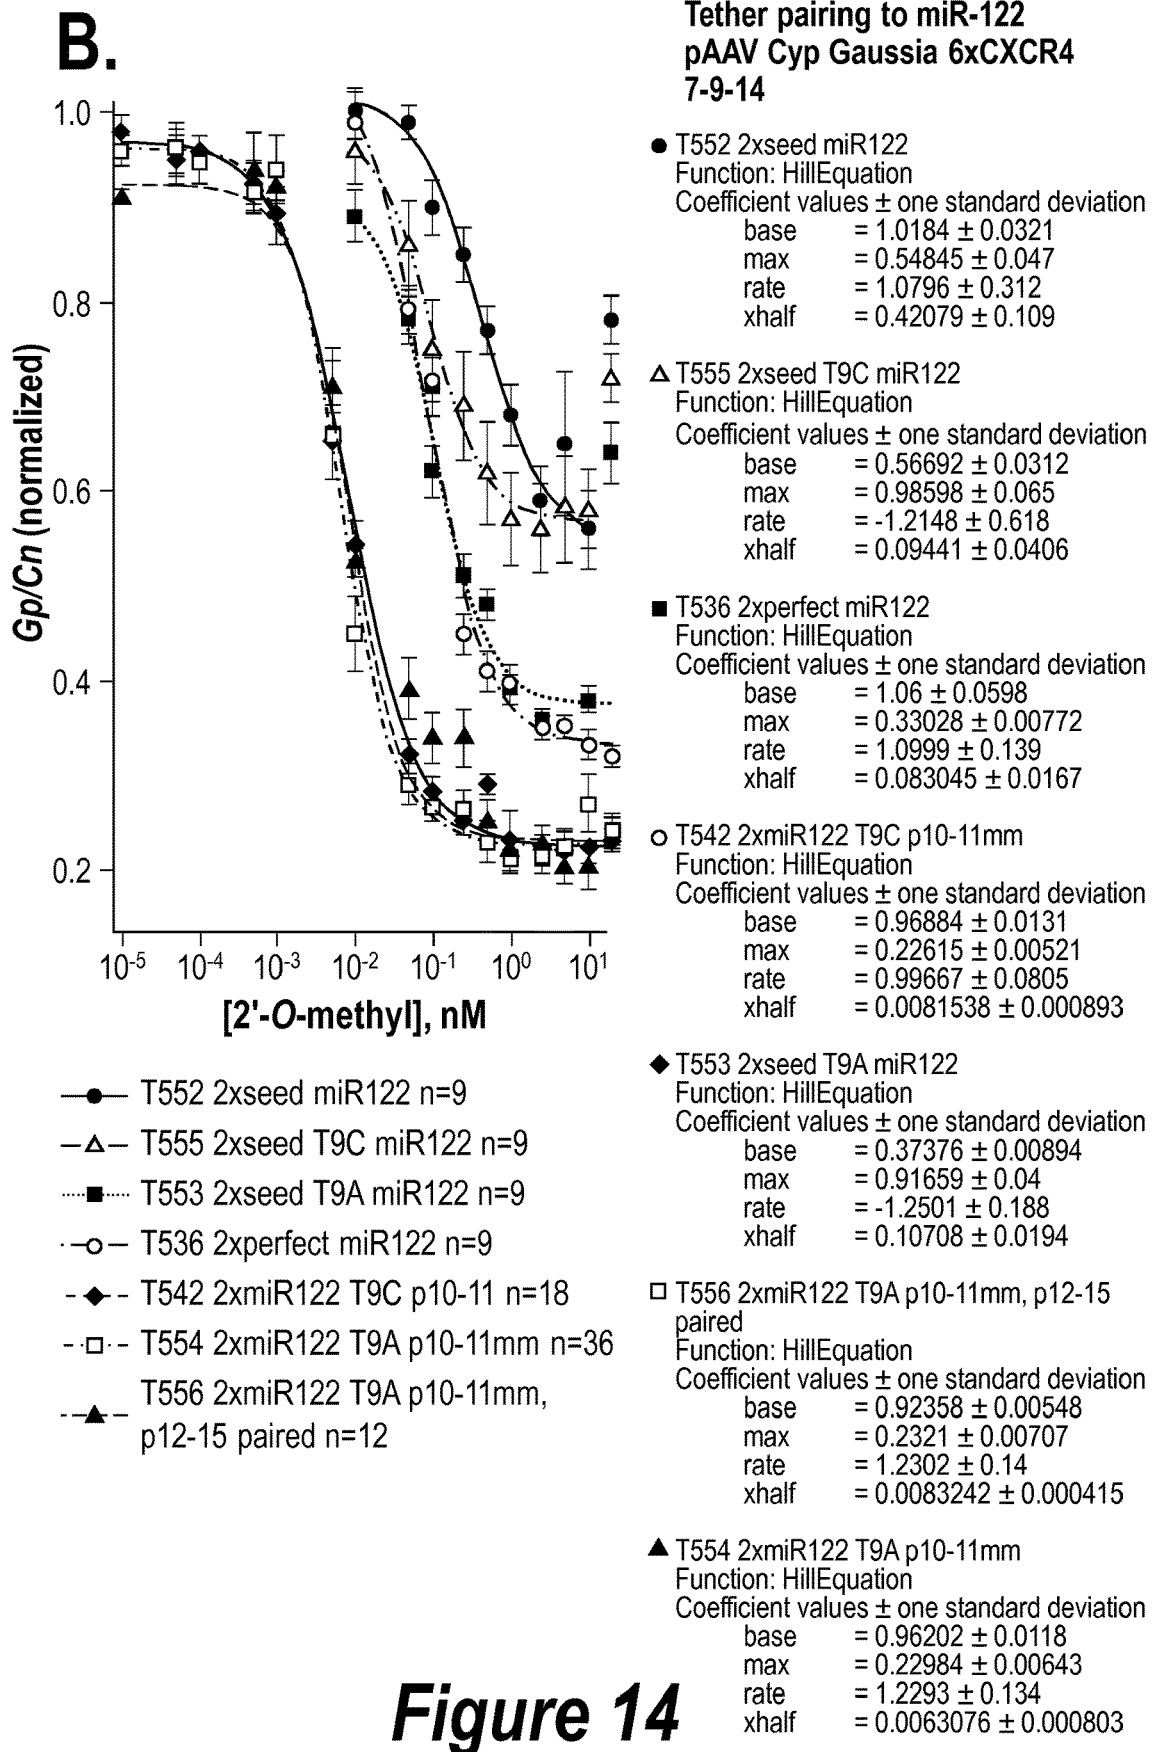 B.
Tether pairing to miR-122
pAAV Cyp Gaussia 6xCXCR4
7-9-14
1.0
0.8
0.6
0.4
0.2
Gp/Cn (normalized)
10-5
10-4
10-3
10-2
10-1
100
101
[2'-O-methyl], nM
T552 2xseed miR122 n=9
T555 2xseed T9C miR122 n=9
T553 2xseed T9A miR122 n=9
T536 2xperfect miR122 n=9
T542 2xmiR122 T9C p10-11 n=18
T554 2xmiR122 T9A p10-11mm n=36
T556 2xmiR122 T9A p10-11mm,
p12-15 paired n=12
T552 2xseed miR122
Function: HillEquation
Coefficient values ± one standard deviation
base = 1.0184 ± 0.0321
max = 0.54845 ± 0.047
rate = 1.0796 ± 0.312
xhalf = 0.42079 ± 0.109
T555 2xseed T9C miR122
Function: HillEquation
Coefficient values ± one standard deviation
base = 0.56692 ± 0.0312
max = 0.98598 ± 0.065
rate = -1.2148 ± 0.618
xhalf = 0.09441 ± 0.0406
T536 2xperfect miR122
Function: HillEquation
Coefficient values ± one standard deviation
base = 1.06 ± 0.0598
max = 0.33028 ± 0.00772
rate = 1.0999 ± 0.139
xhalf = 0.083045 ± 0.0167
T542 2xmiR122 T9C p10-11mm
Function: HillEquation
Coefficient values ± one standard deviation
base = 0.96884 ± 0.0131
max = 0.22615 ± 0.00521
rate = 0.99667 ± 0.0805
xhalf = 0.0081538 ± 0.000893
T553 2xseed T9A miR122
Function: HillEquation
Coefficient values ± one standard deviation
base = 0.37376 ± 0.00894
max = 0.91659 ± 0.04
rate = -1.2501 ± 0.188
xhalf = 0.10708 ± 0.0194
T556 2xmiR122 T9A p10-11mm, p12-15
paired
Function: HillEquation
Coefficient values ± one standard deviation
base = 0.92358 ± 0.00548
max = 0.2321 ± 0.00707
rate = 1.2302 ± 0.14
xhalf = 0.0083242 ± 0.000415
T554 2xmiR122 T9A p10-11mm
Function: HillEquation
Coefficient values ± one standard deviation
base = 0.96202 ± 0.0118
max = 0.22984 ± 0.00643
rate = 1.2293 ± 0.134
xhalf = 0.0063076 ± 0.000803
Figure 14